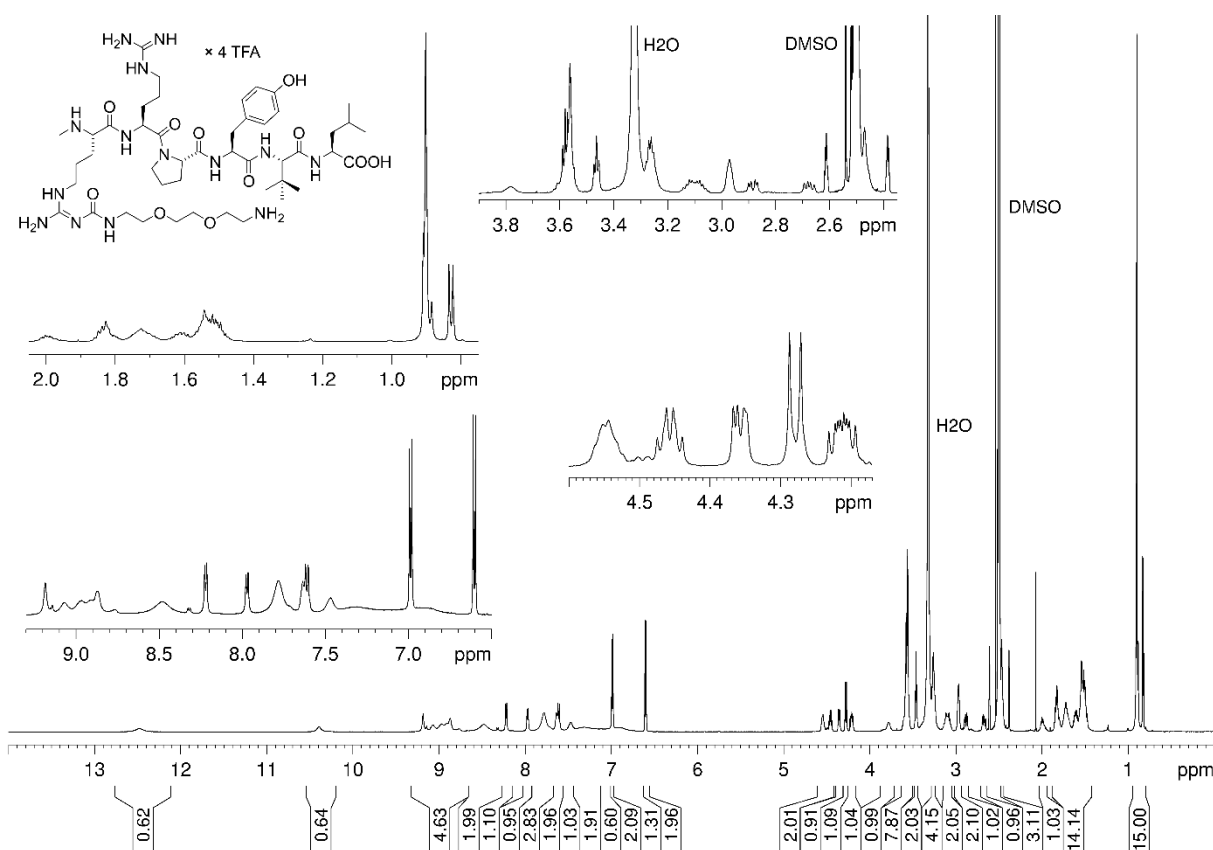 H₂N NH
HN
× 4 TFA
OH
H
N O
N
H
O
N O
H
N
O
N
H
O
H
N
O
COOH
HN O
H₂N N N
H
O O NH₂
H2O
DMSO
3.8 3.6 3.4 3.2 3.0 2.8 2.6 ppm
2.0 1.8 1.6 1.4 1.2 1.0 ppm
DMSO
H2O
4.5 4.4 4.3 ppm
9.0 8.5 8.0 7.5 7.0 ppm
13 12 11 10 9 8 7 6 5 4 3 2 1 ppm
0.62 0.64 4.63 1.99 1.10 0.95 2.83 1.96 1.03 1.91 0.60 2.09 1.31 1.96 2.01 0.91 1.09 1.04 0.99 7.87 2.03 4.15 2.05 2.10 1.02 0.96 3.11 1.03 14.14 15.00